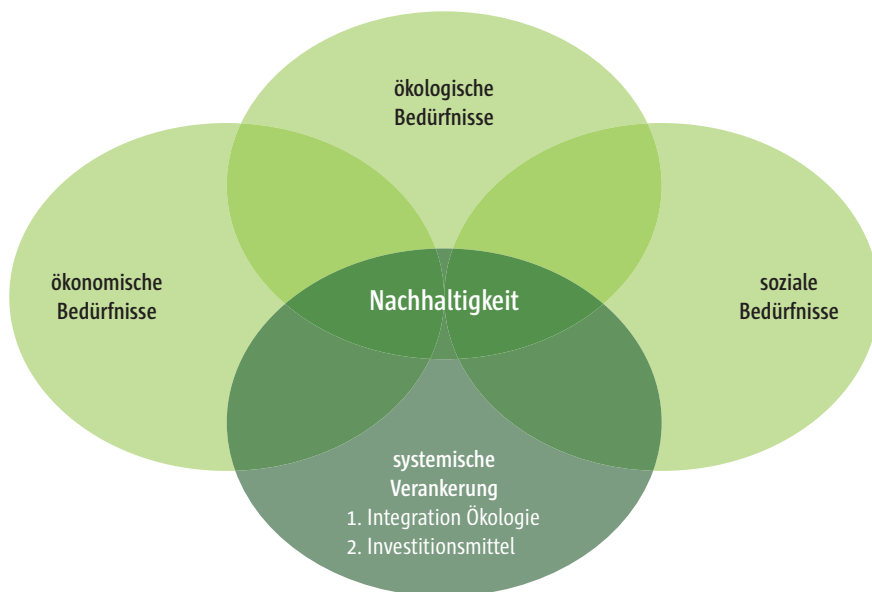 ökologische
Bedürfnisse
ökonomische
Bedürfnisse
Nachhaltigkeit
soziale
Bedürfnisse
systemische
Verankerung
1. Integration Ökologie
2. Investitionsmittel